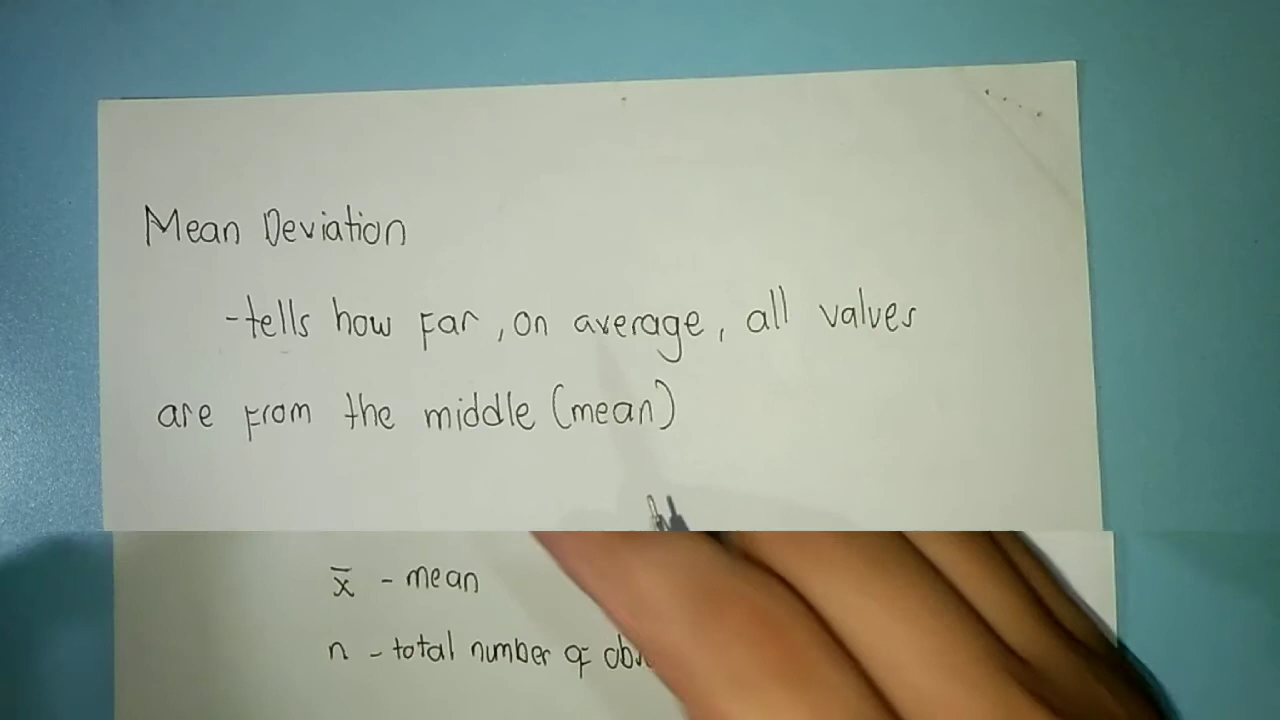 Mean Deviation
-tells how far, on average, all values
are from the middle (mean)
x̄ - mean
n - total number of